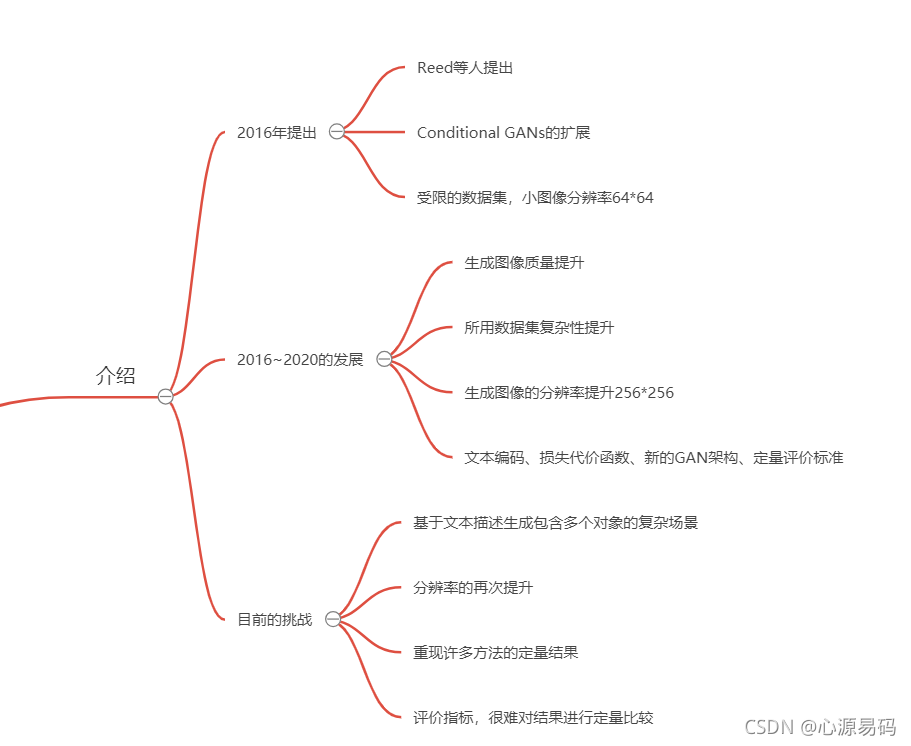 介绍
2016年提出
Reed等人提出
Conditional GANs的扩展
受限的数据集，小图像分辨率64*64
2016~2020的发展
生成图像质量提升
所用数据集复杂性提升
生成图像的分辨率提升256*256
文本编码、损失代价函数、新的GAN架构、定量评价标准
目前的挑战
基于文本描述生成包含多个对象的复杂场景
分辨率的再次提升
重现许多方法的定量结果
评价指标，很难对结果进行定量比较
CSDN @心源易码